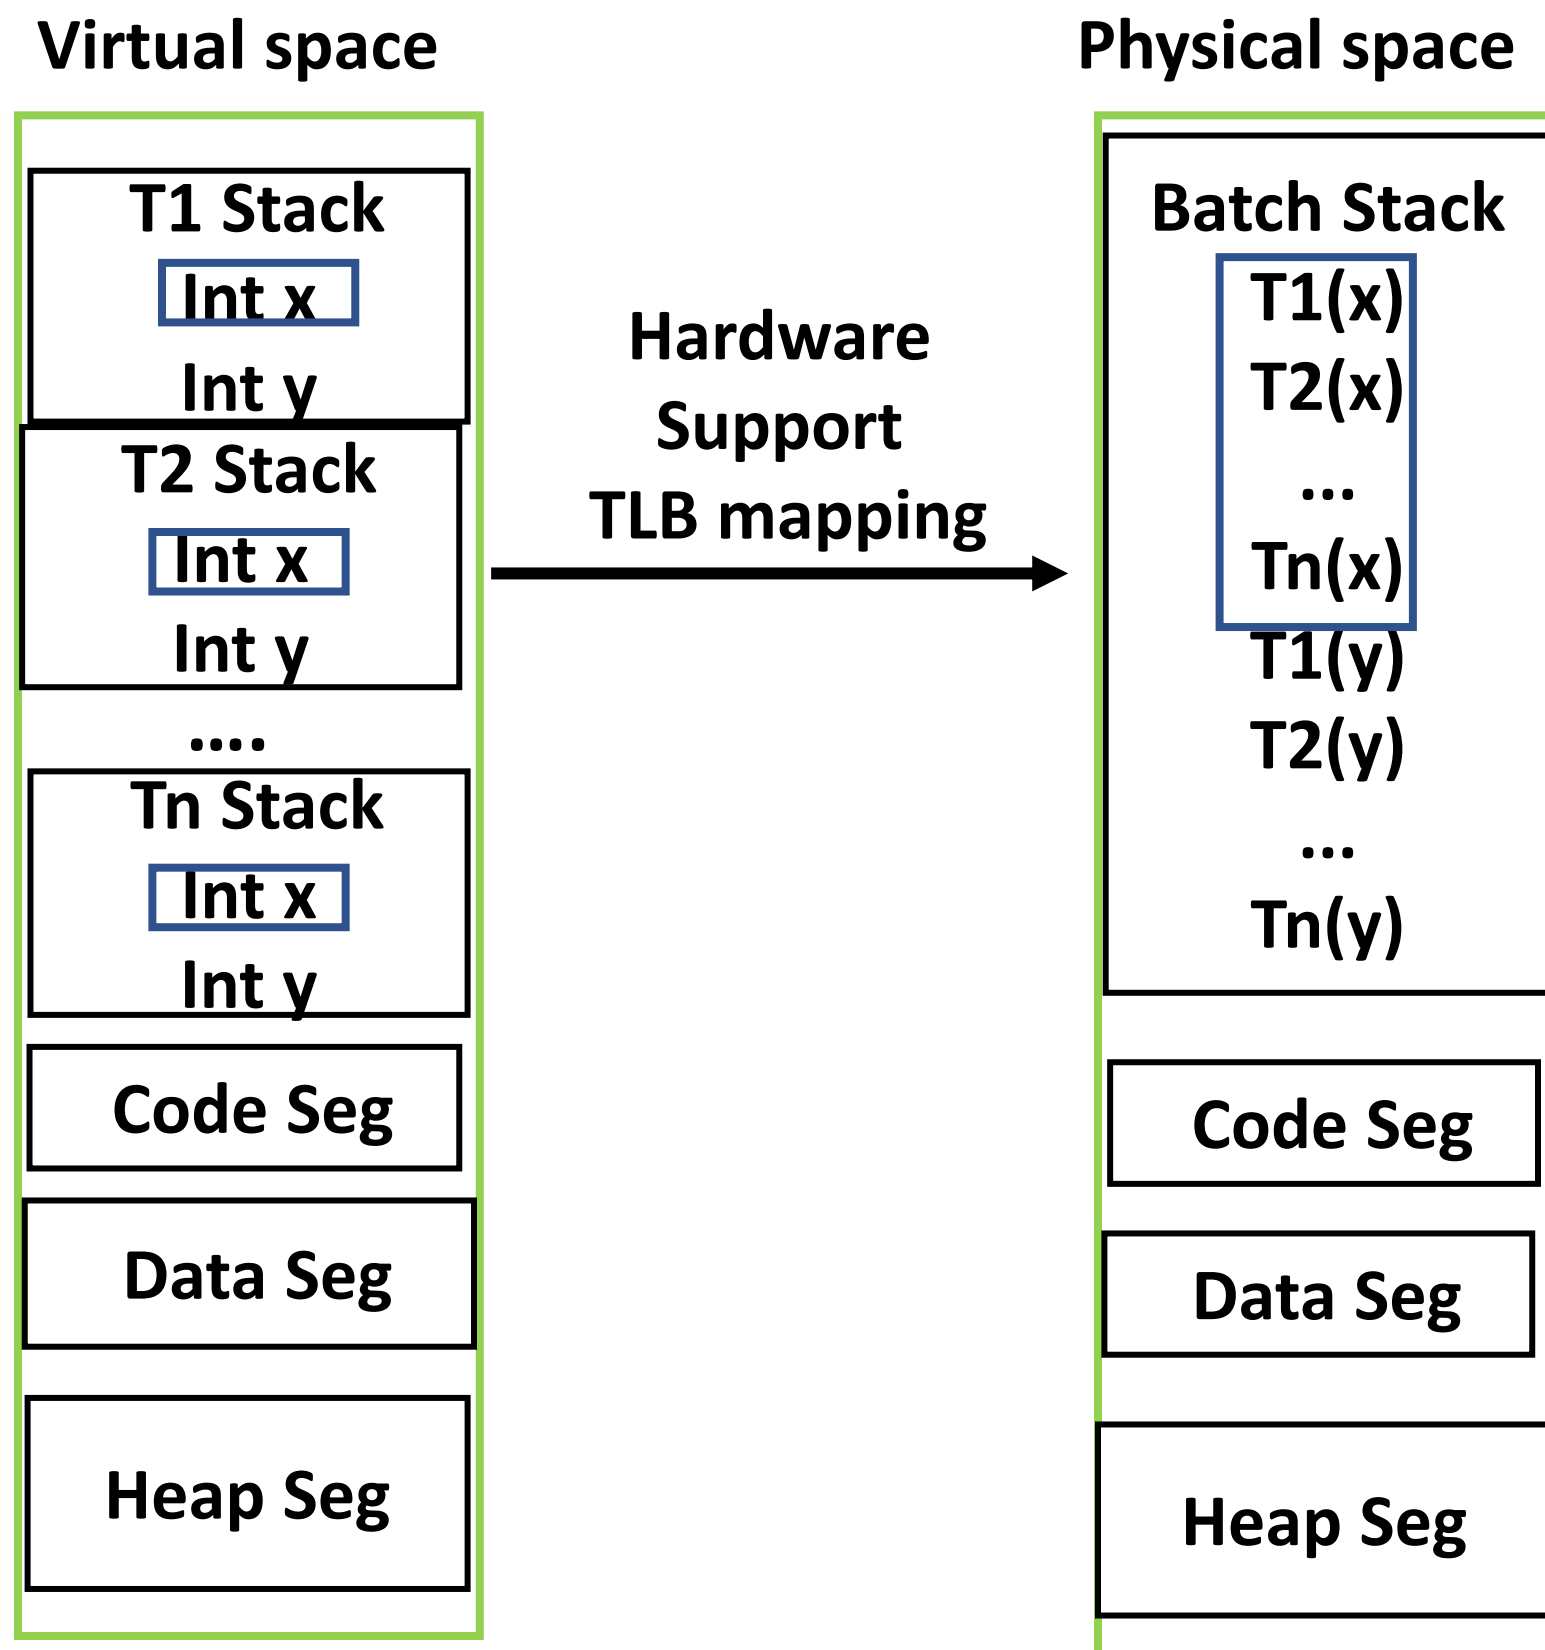 Virtual space
T1 Stack
Int x
Int y
T2 Stack
Int x
Int y
....
Tn Stack
Int x
Int y
Code Seg
Data Seg
Heap Seg
Hardware
Support
TLB mapping
Physical space
Batch Stack
T1(x)
T2(x)
...
Tn(x)
T1(y)
T2(y)
...
Tn(y)
Code Seg
Data Seg
Heap Seg